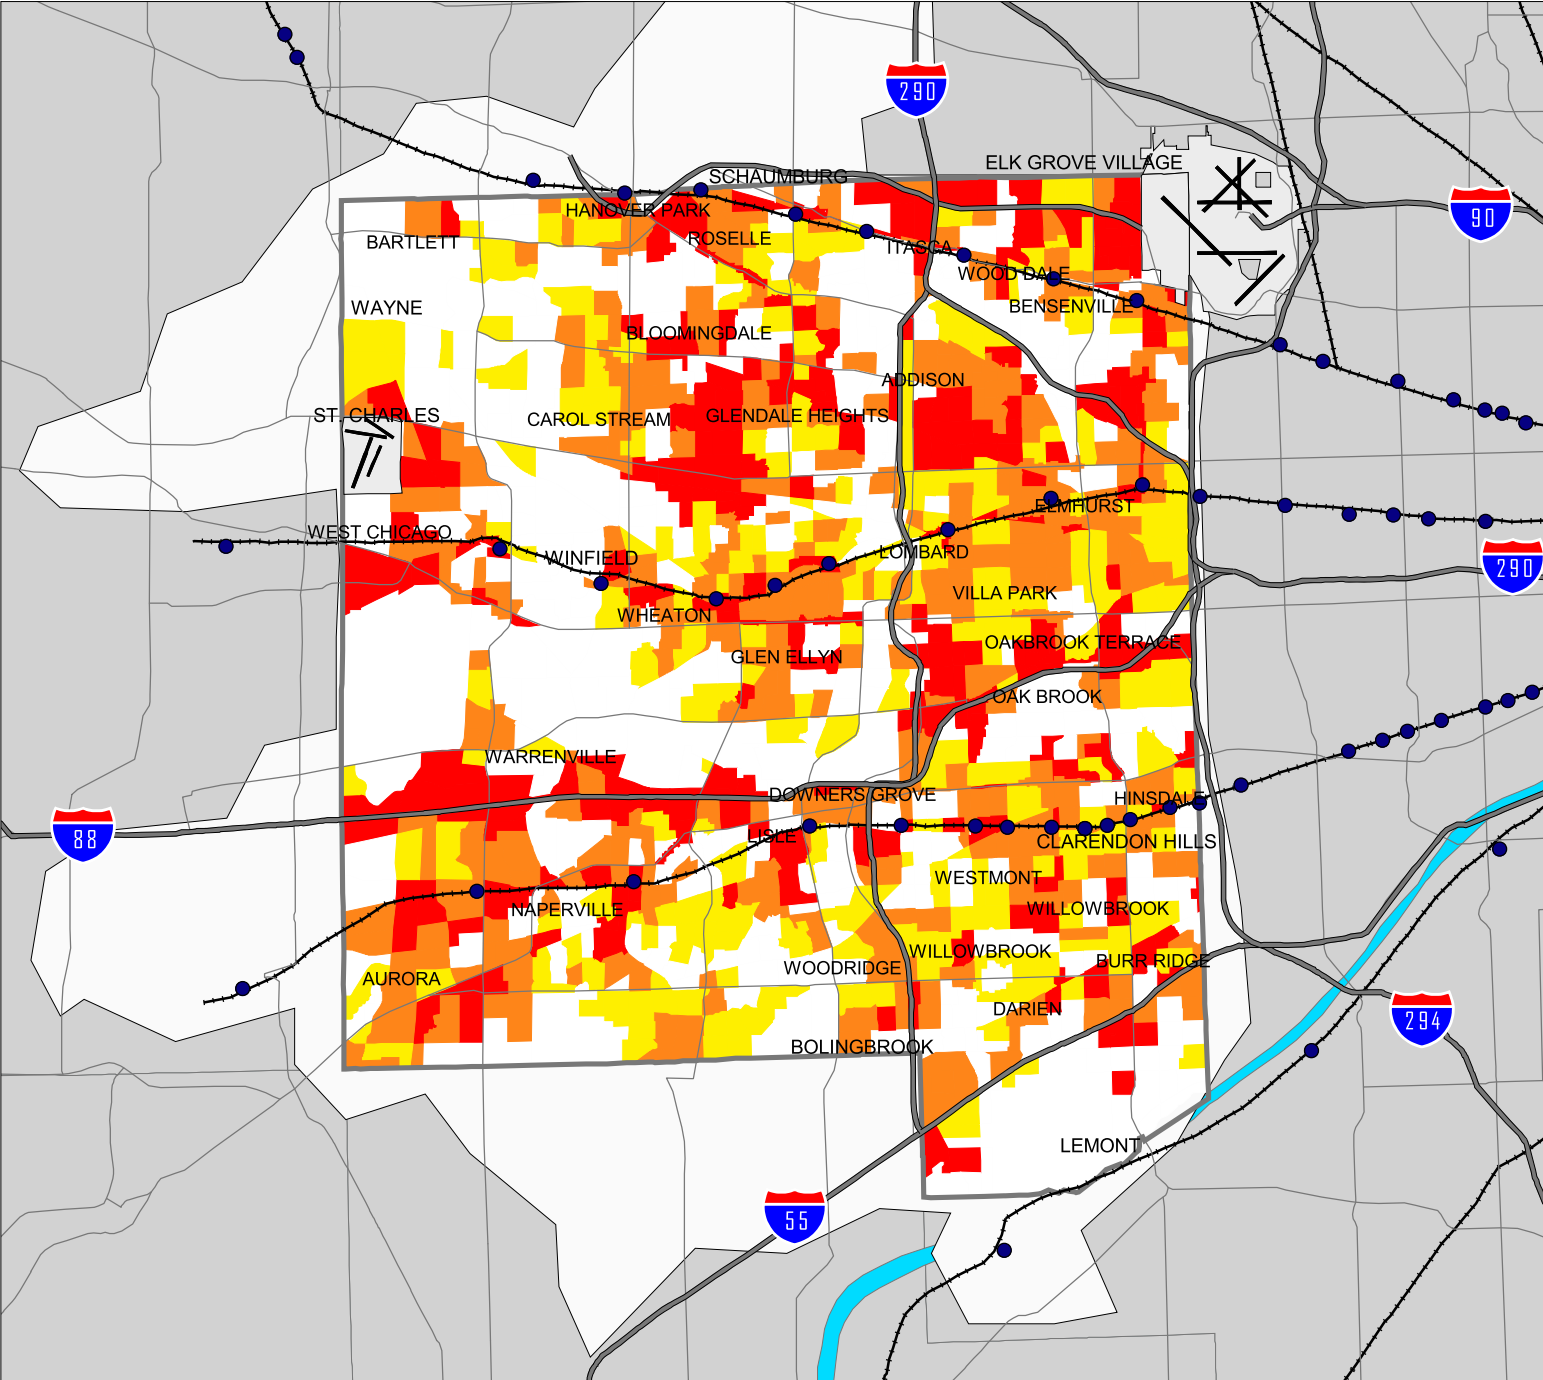 290
ELK GROVE VILLAGE
SCHAUMBURG
HANOVER PARK
90
BARTLETT
ROSELLE
ITASCA
WOOD DALE
WAYNE
BENSENVILLE
BLOOMINGDALE
ADDISON
ST. CHARLES
CAROL STREAM
GLENDALE HEIGHTS
ELMHURST
WEST CHICAGO
WINFIELD
LOMBARD
290
VILLA PARK
WHEATON
OAKBROOK TERRACE
GLEN ELLYN
OAK BROOK
WARRENVILLE
DOWNERS GROVE
HINSDALE
88
LISLE
CLARENDON HILLS
WESTMONT
NAPERVILLE
WILLOWBROOK
WILLOWBROOK
BURR RIDGE
WOODRIDGE
AURORA
DARIEN
294
BOLINGBROOK
LEMONT
55